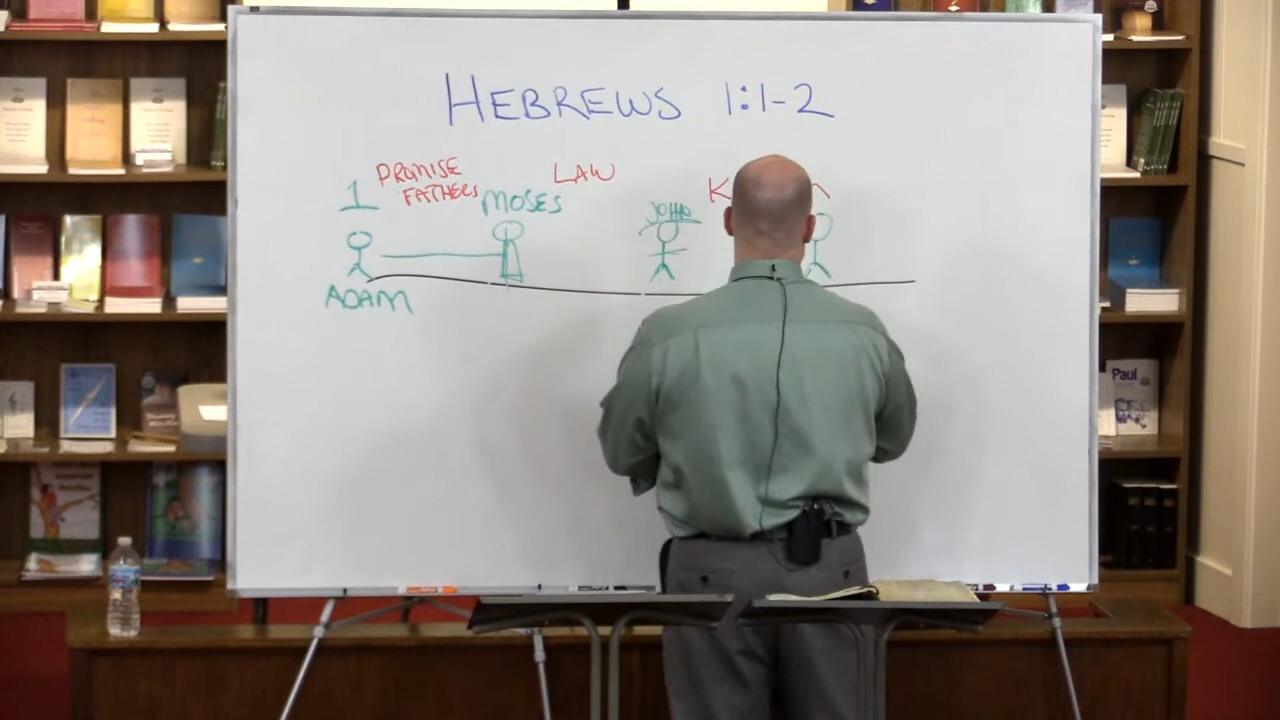 HEBREWS 1:1-2
PROMISE
FATHERS
LAW
K
1
MOSES
JOHN
ADAM
Paul